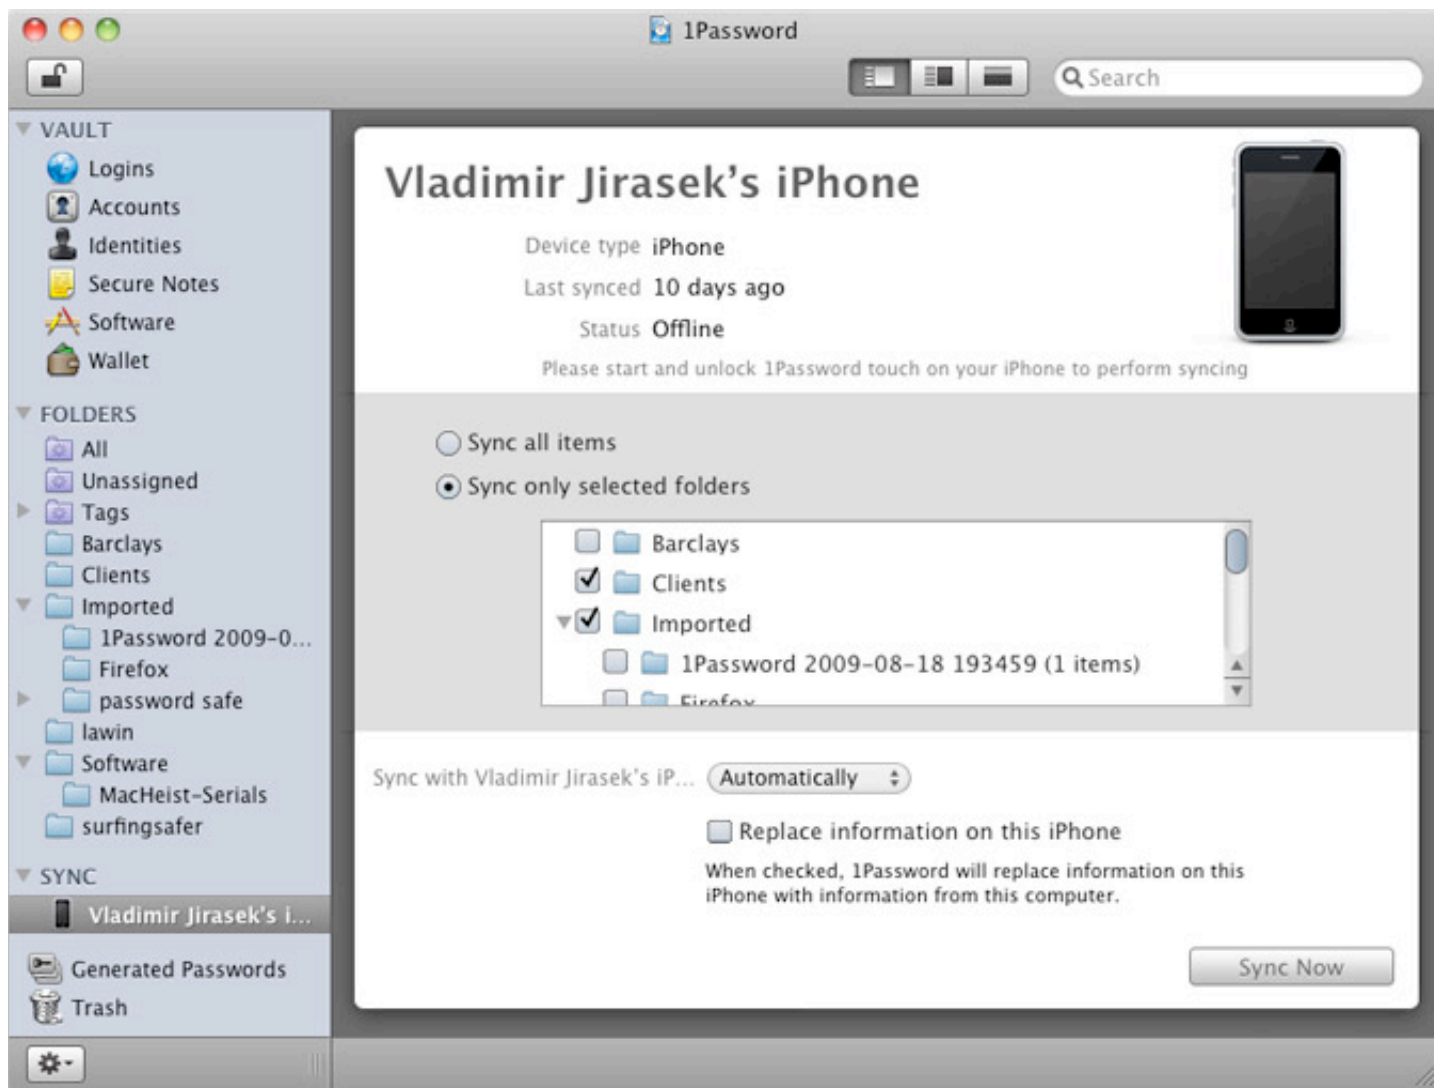 1Password
Search
VAULT
Logins
Accounts
Identities
Secure Notes
Software
Wallet
FOLDERS
All
Unassigned
Tags
Barclays
Clients
Imported
1Password 2009-0...
Firefox
password safe
lawin
Software
MacHeist-Serials
surfingsafer
SYNC
Vladimir Jirasek's i...
Generated Passwords
Trash
Vladimir Jirasek's iPhone
Device type iPhone
Last synced 10 days ago
Status Offline
Please start and unlock 1Password touch on your iPhone to perform syncing
Sync all items
Sync only selected folders
Barclays
Clients
Imported
1Password 2009-08-18 193459 (1 items)
Firefox
Sync with Vladimir Jirasek's iP... Automatically
Replace information on this iPhone
When checked, 1Password will replace information on this
iPhone with information from this computer.
Sync Now